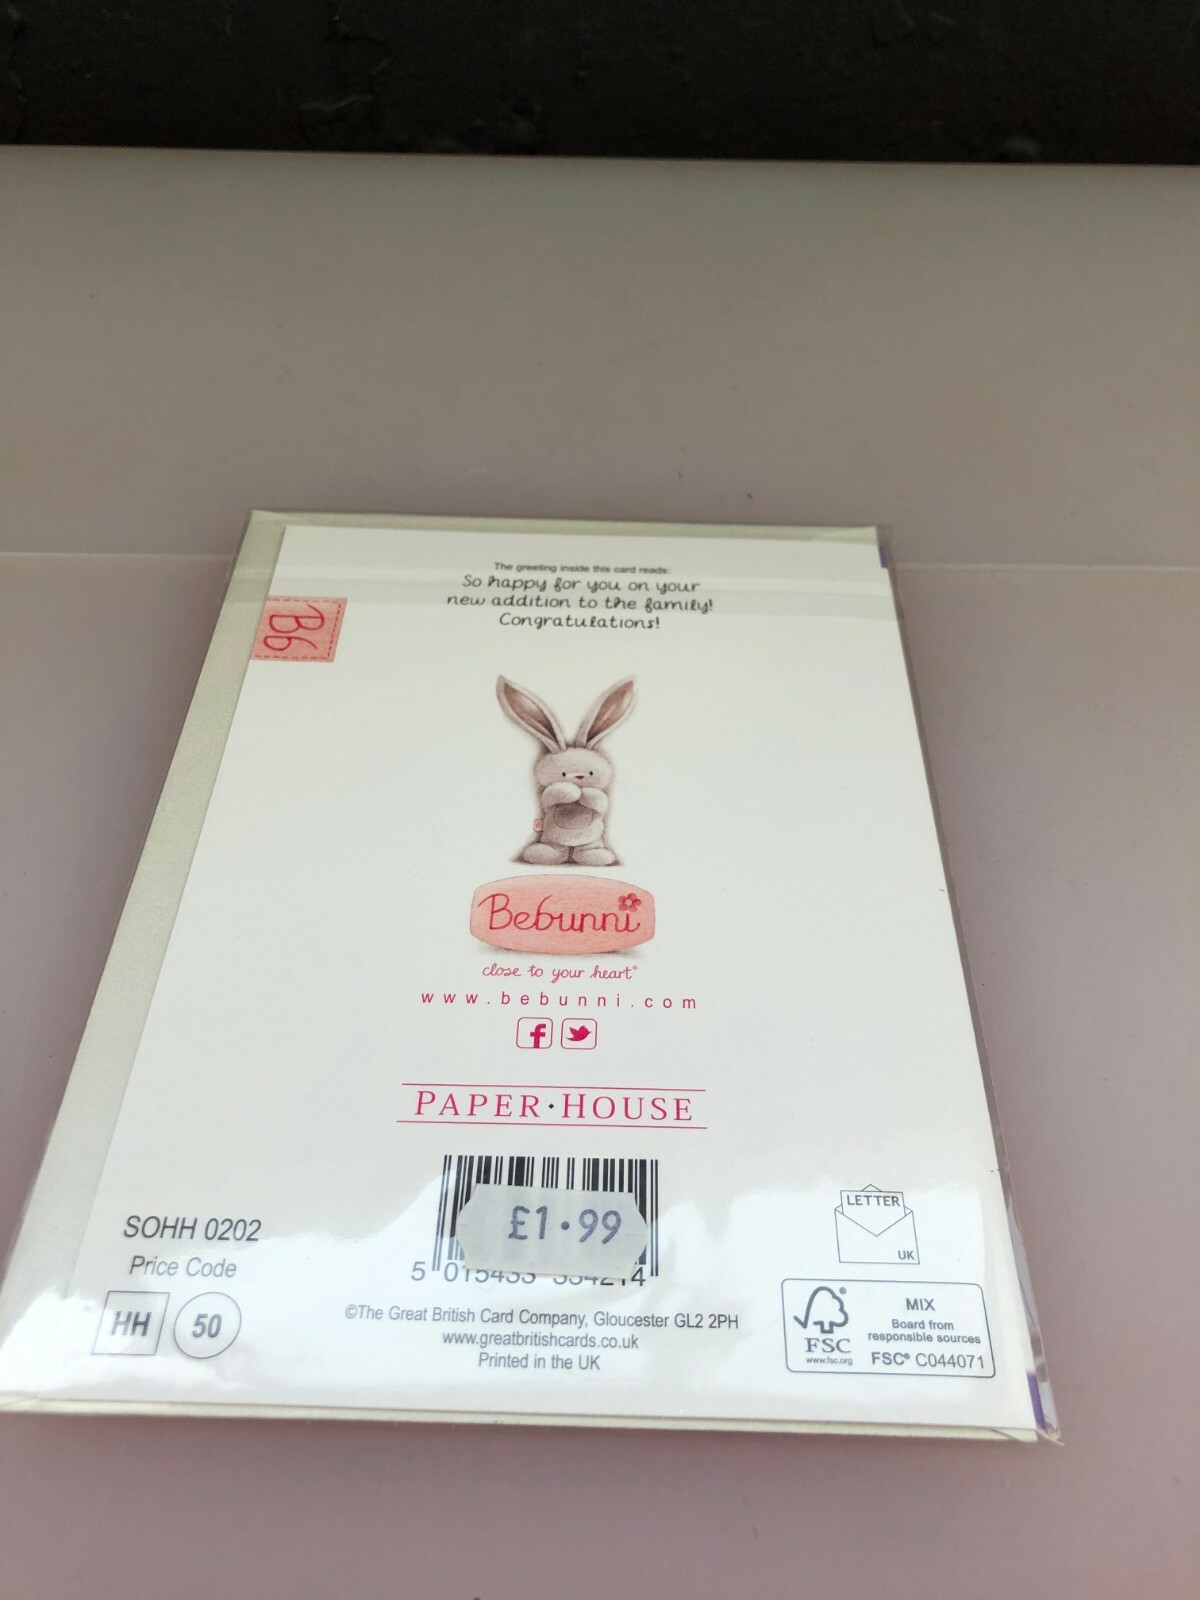 The greeting inside this card reads:
So happy for you on your
new addition to the family!
Congratulations!
Bb
Bebunni
close to your heart®
www.bebunni.com
PAPER·HOUSE
£1.99
SOHH 0202
Price Code
HH 50
©The Great British Card Company, Gloucester GL2 2PH
www.greatbritishcards.co.uk
Printed in the UK
LETTER
UK
FSC
www.fsc.org
MIX
Board from
responsible sources
FSC® C044071